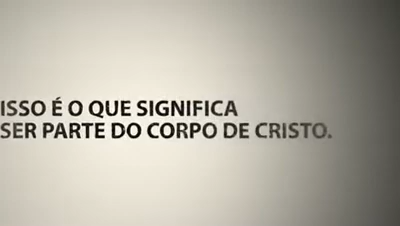 ISSO É O QUE SIGNIFICA
SER PARTE DO CORPO DE CRISTO.